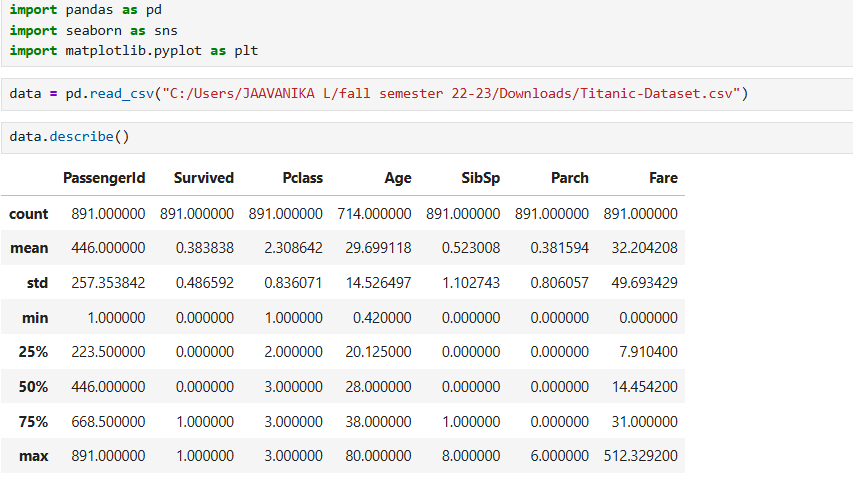 import pandas as pd
import seaborn as sns
import matplotlib.pyplot as plt
data = pd.read_csv("C:/Users/JAAVANIKA L/fall semester 22-23/Downloads/Titanic-Dataset.csv")
data.describe()
PassengerId Survived Pclass Age SibSp Parch Fare
count 891.000000 891.000000 891.000000 714.000000 891.000000 891.000000 891.000000
mean 446.000000 0.383838 2.308642 29.699118 0.523008 0.381594 32.204208
std 257.353842 0.486592 0.836071 14.526497 1.102743 0.806057 49.693429
min 1.000000 0.000000 1.000000 0.420000 0.000000 0.000000 0.000000
25% 223.500000 0.000000 2.000000 20.125000 0.000000 0.000000 7.910400
50% 446.000000 0.000000 3.000000 28.000000 0.000000 0.000000 14.454200
75% 668.500000 1.000000 3.000000 38.000000 1.000000 0.000000 31.000000
max 891.000000 1.000000 3.000000 80.000000 8.000000 6.000000 512.329200